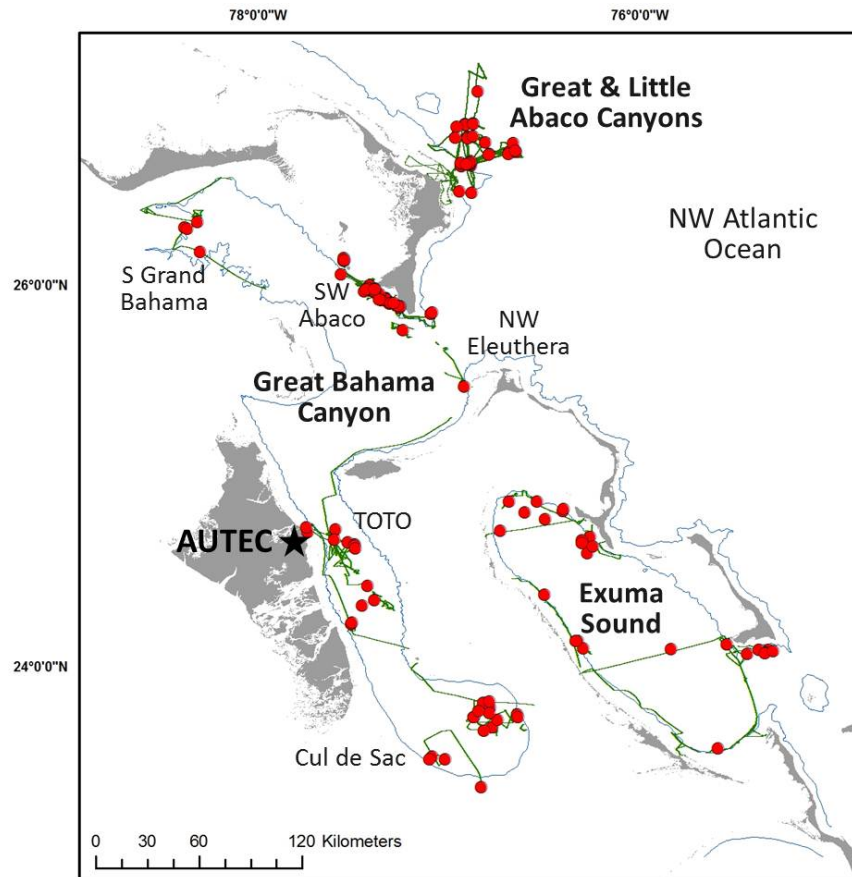 78°0'0"W
76°0'0"W
Great & Little
Abaco Canyons
NW Atlantic
Ocean
26°0'0"N
S Grand
Bahama
SW
Abaco
NW
Eleuthera
Great Bahama
Canyon
TOTO
AUTEC
Exuma
Sound
24°0'0"N
Cul de Sac
0 30 60 120 Kilometers